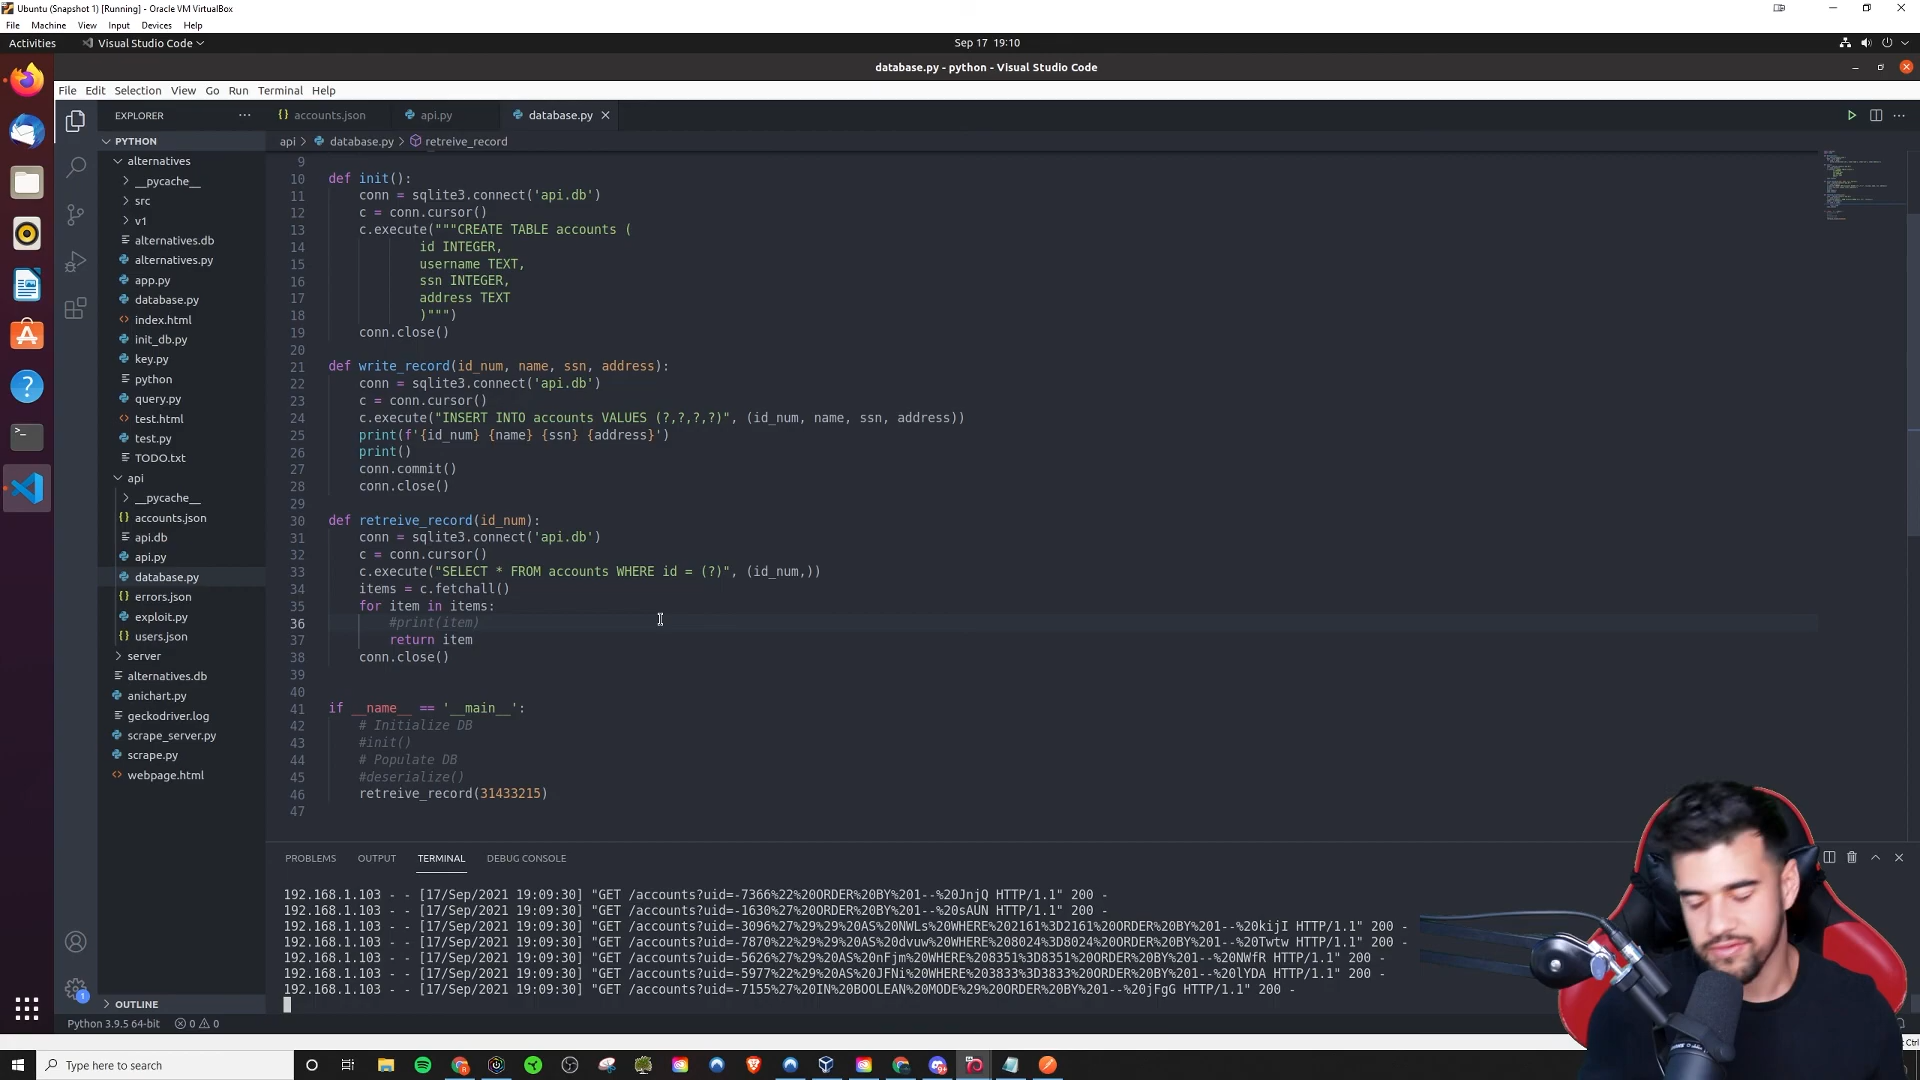 Ubuntu (Snapshot 1) [Running] - Oracle VM VirtualBox
File Machine View Input Devices Help
Activities Visual Studio Code Sep 17 19:10
database.py - python - Visual Studio Code
File Edit Selection View Go Run Terminal Help
EXPLORER
PYTHON
alternatives
__pycache__
src
v1
alternatives.db
alternatives.py
app.py
database.py
index.html
init_db.py
key.py
python
query.py
test.html
test.py
TODO.txt
api
__pycache__
accounts.json
api.db
api.py
database.py
errors.json
exploit.py
users.json
server
alternatives.db
anichart.py
geckodriver.log
scrape_server.py
scrape.py
webpage.html
OUTLINE
accounts.json api.py database.py
api > database.py > retreive_record
9
10 def init():
11 conn = sqlite3.connect('api.db')
12 c = conn.cursor()
13 c.execute("""CREATE TABLE accounts (
14 id INTEGER,
15 username TEXT,
16 ssn INTEGER,
17 address TEXT
18 )""")
19 conn.close()
20
21 def write_record(id_num, name, ssn, address):
22 conn = sqlite3.connect('api.db')
23 c = conn.cursor()
24 c.execute("INSERT INTO accounts VALUES (?,?,?,?)", (id_num, name, ssn, address))
25 print(f'{id_num} {name} {ssn} {address}')
26 print()
27 conn.commit()
28 conn.close()
29
30 def retreive_record(id_num):
31 conn = sqlite3.connect('api.db')
32 c = conn.cursor()
33 c.execute("SELECT * FROM accounts WHERE id = (?)", (id_num,))
34 items = c.fetchall()
35 for item in items:
36 #print(item)
37 return item
38 conn.close()
39
40
41 if __name__ == '__main__':
42 # Initialize DB
43 #init()
44 # Populate DB
45 #deserialize()
46 retreive_record(31433215)
47
PROBLEMS OUTPUT TERMINAL DEBUG CONSOLE
192.168.1.103 - - [17/Sep/2021 19:09:30] "GET /accounts?uid=-7366%22%20ORDER%20BY%201--%20JnjQ HTTP/1.1" 200 -
192.168.1.103 - - [17/Sep/2021 19:09:30] "GET /accounts?uid=-1630%27%20ORDER%20BY%201--%20sAUN HTTP/1.1" 200 -
192.168.1.103 - - [17/Sep/2021 19:09:30] "GET /accounts?uid=-3096%27%29%29%20AS%20NWLs%20WHERE%202161%3D2161%20ORDER%20BY%201--%20kijI HTTP/1.1" 200 -
192.168.1.103 - - [17/Sep/2021 19:09:30] "GET /accounts?uid=-7870%22%29%29%20AS%20dvuw%20WHERE%208024%3D8024%20ORDER%20BY%201--%20Twtw HTTP/1.1" 200 -
192.168.1.103 - - [17/Sep/2021 19:09:30] "GET /accounts?uid=-5626%27%29%20AS%20nFjm%20WHERE%208351%3D8351%20ORDER%20BY%201--%20NWfR HTTP/1.1" 200 -
192.168.1.103 - - [17/Sep/2021 19:09:30] "GET /accounts?uid=-5977%22%29%20AS%20JFNi%20WHERE%203833%3D3833%20ORDER%20BY%201--%20lYDA HTTP/1.1" 200 -
192.168.1.103 - - [17/Sep/2021 19:09:30] "GET /accounts?uid=-7155%27%20IN%20BOOLEAN%20MODE%29%20ORDER%20BY%201--%20jFgG HTTP/1.1" 200 -
Python 3.9.5 64-bit 0 0
Ctrl
Type here to search